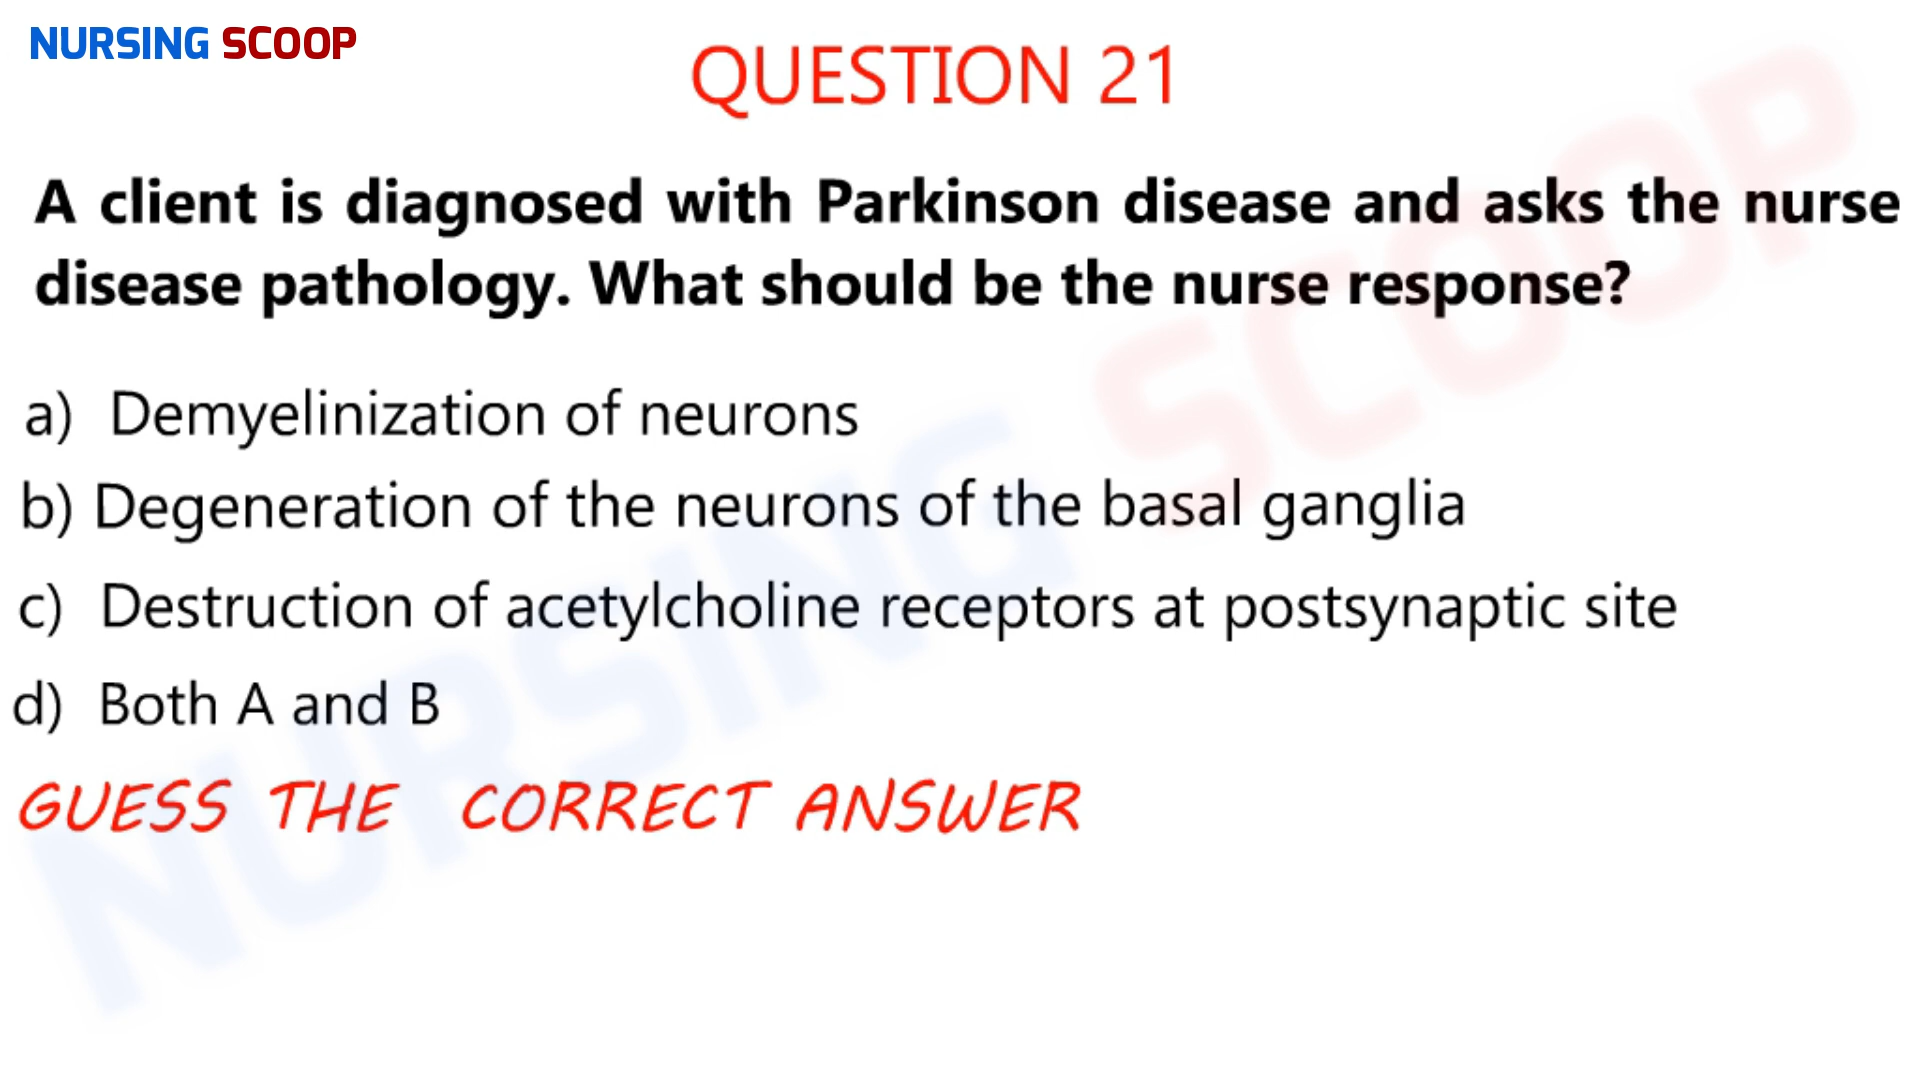 NURSING SCOOP
QUESTION 21
A client is diagnosed with Parkinson disease and asks the nurse
disease pathology. What should be the nurse response?
a) Demyelinization of neurons
b) Degeneration of the neurons of the basal ganglia
c) Destruction of acetylcholine receptors at postsynaptic site
d) Both A and B
GUESS THE CORRECT ANSWER
NURSING SCOOP